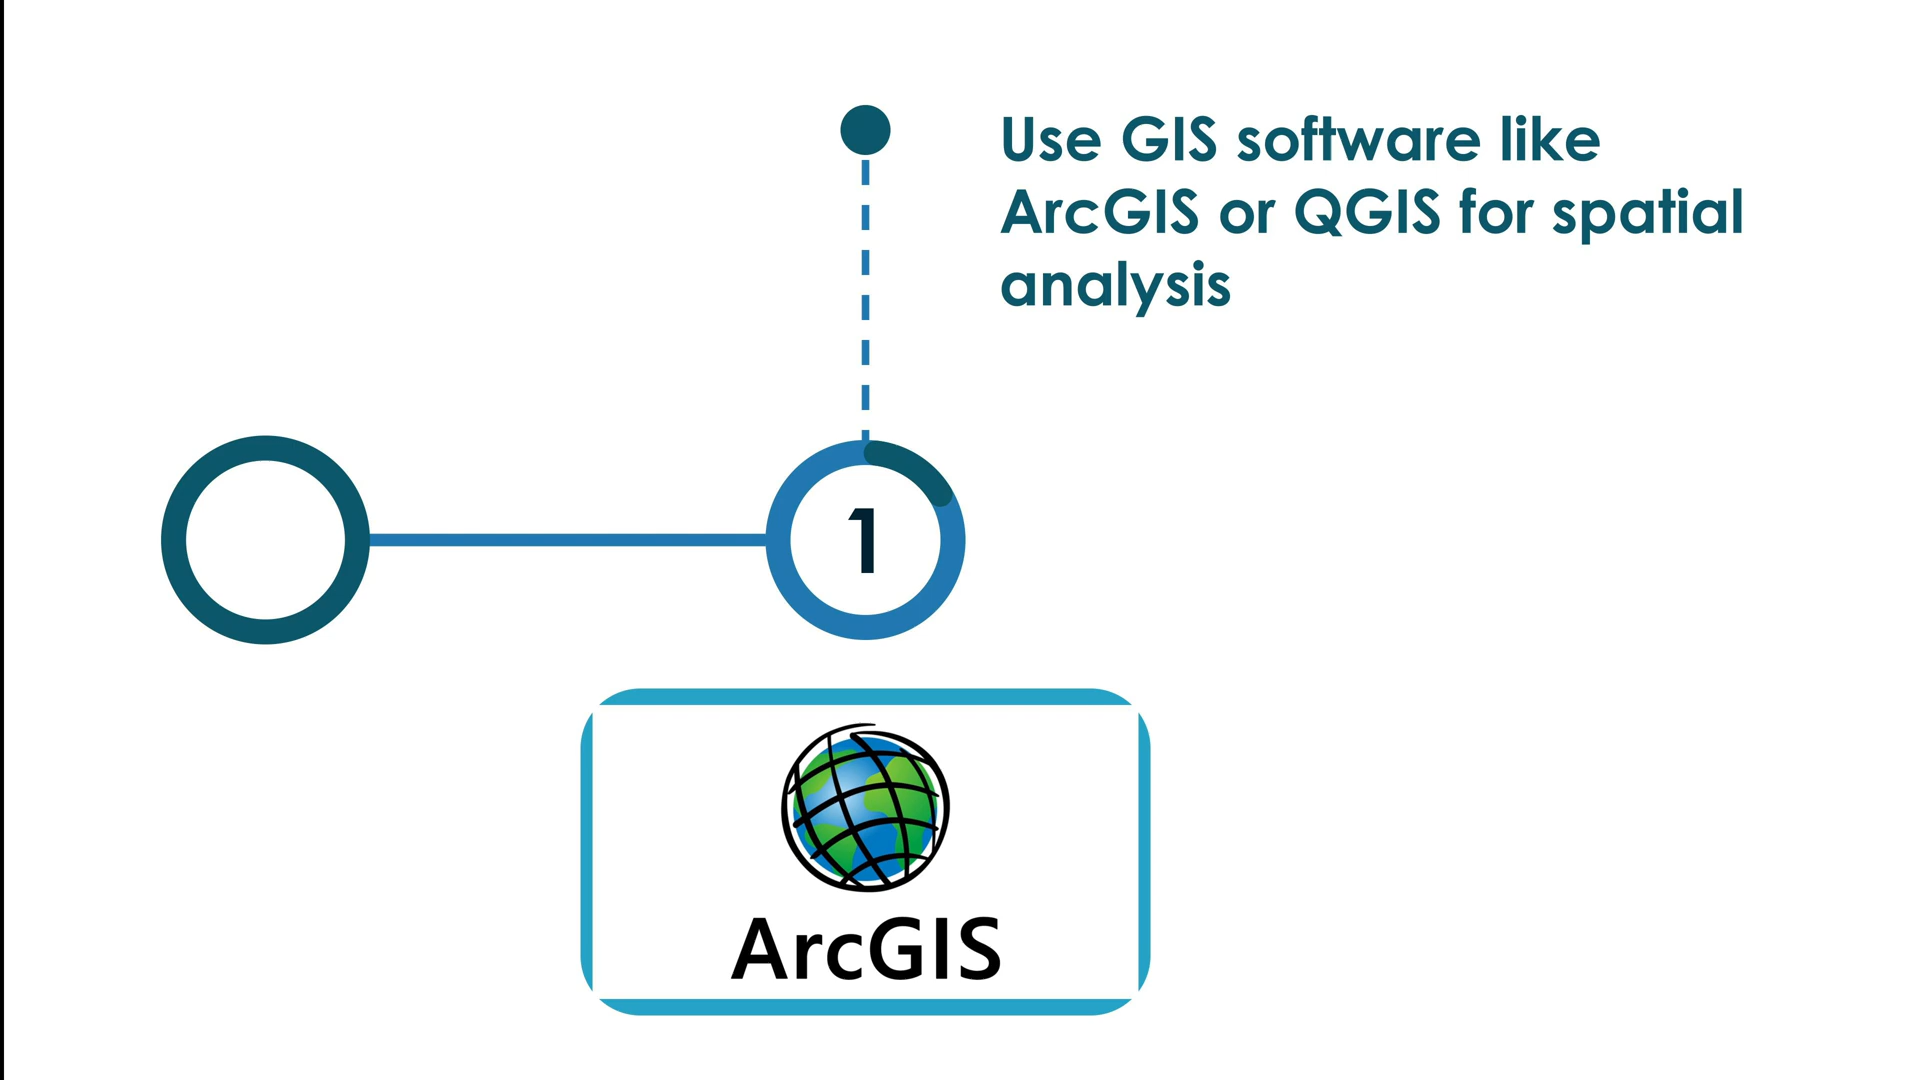 Use GIS software like
ArcGIS or QGIS for spatial
analysis
1
ArcGIS